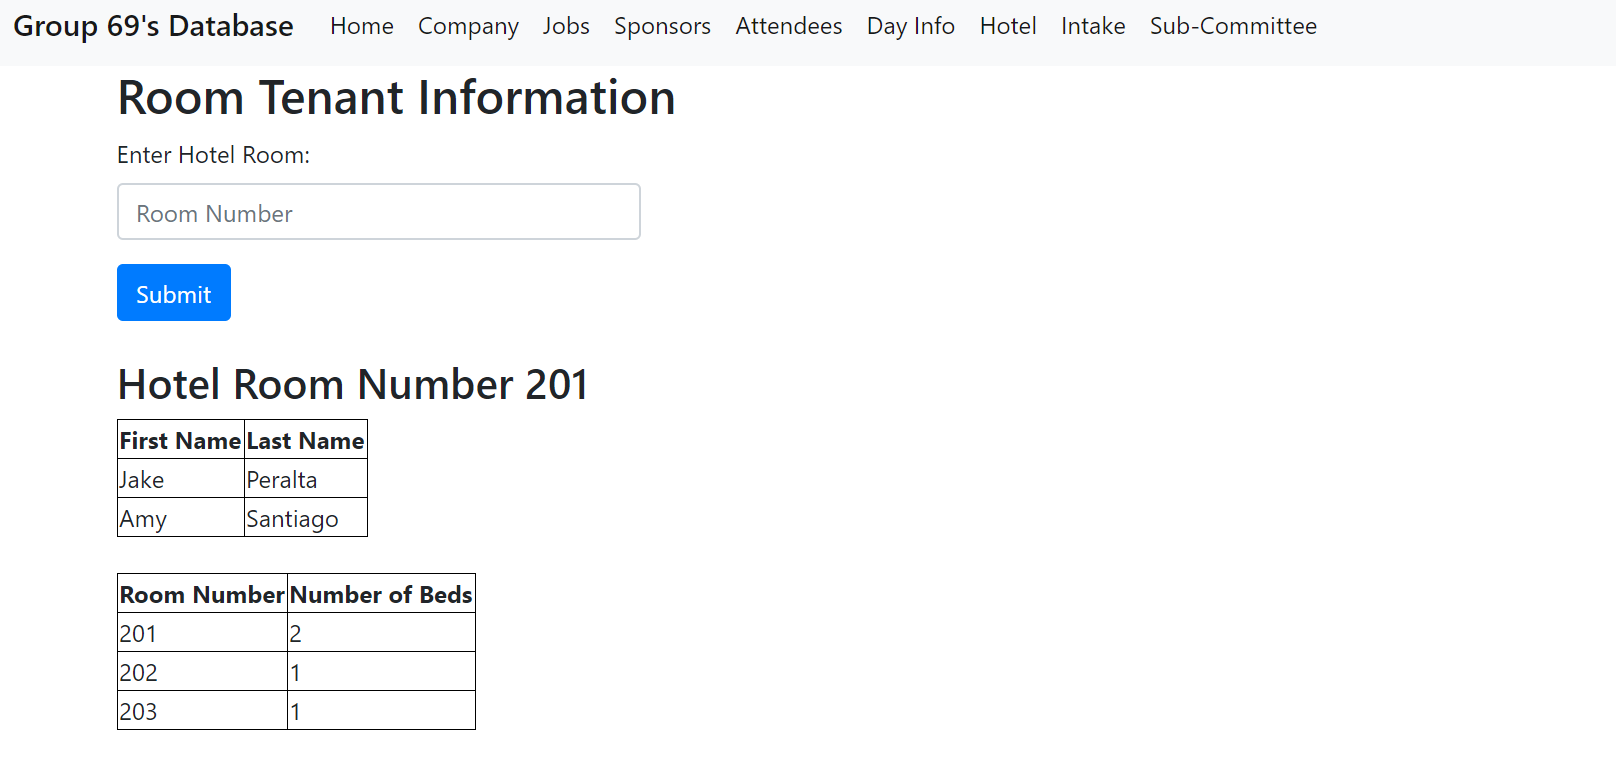 Group 69's Database Home Company Jobs Sponsors Attendees Day Info Hotel Intake Sub-Committee
Room Tenant Information
Enter Hotel Room:
Room Number
Submit
Hotel Room Number 201
First Name Last Name
Jake Peralta
Amy Santiago
Room Number Number of Beds
201 2
202 1
203 1